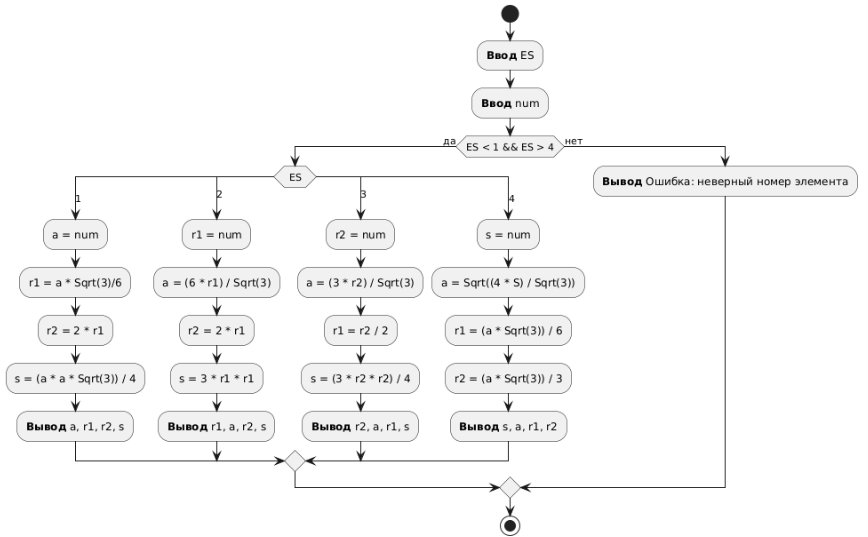 Ввод ES
Ввод num
да
ES < 1 && ES > 4
нет
ES
Вывод Ошибка: неверный номер элемента
1
2
3
4
a = num
r1 = num
r2 = num
s = num
r1 = a * Sqrt(3)/6
a = (6 * r1) / Sqrt(3)
a = (3 * r2) / Sqrt(3)
a = Sqrt((4 * S) / Sqrt(3))
r2 = 2 * r1
r2 = 2 * r1
r1 = r2 / 2
r1 = (a * Sqrt(3)) / 6
s = (a * a * Sqrt(3)) / 4
s = 3 * r1 * r1
s = (3 * r2 * r2) / 4
r2 = (a * Sqrt(3)) / 3
Вывод a, r1, r2, s
Вывод r1, a, r2, s
Вывод r2, a, r1, s
Вывод s, a, r1, r2